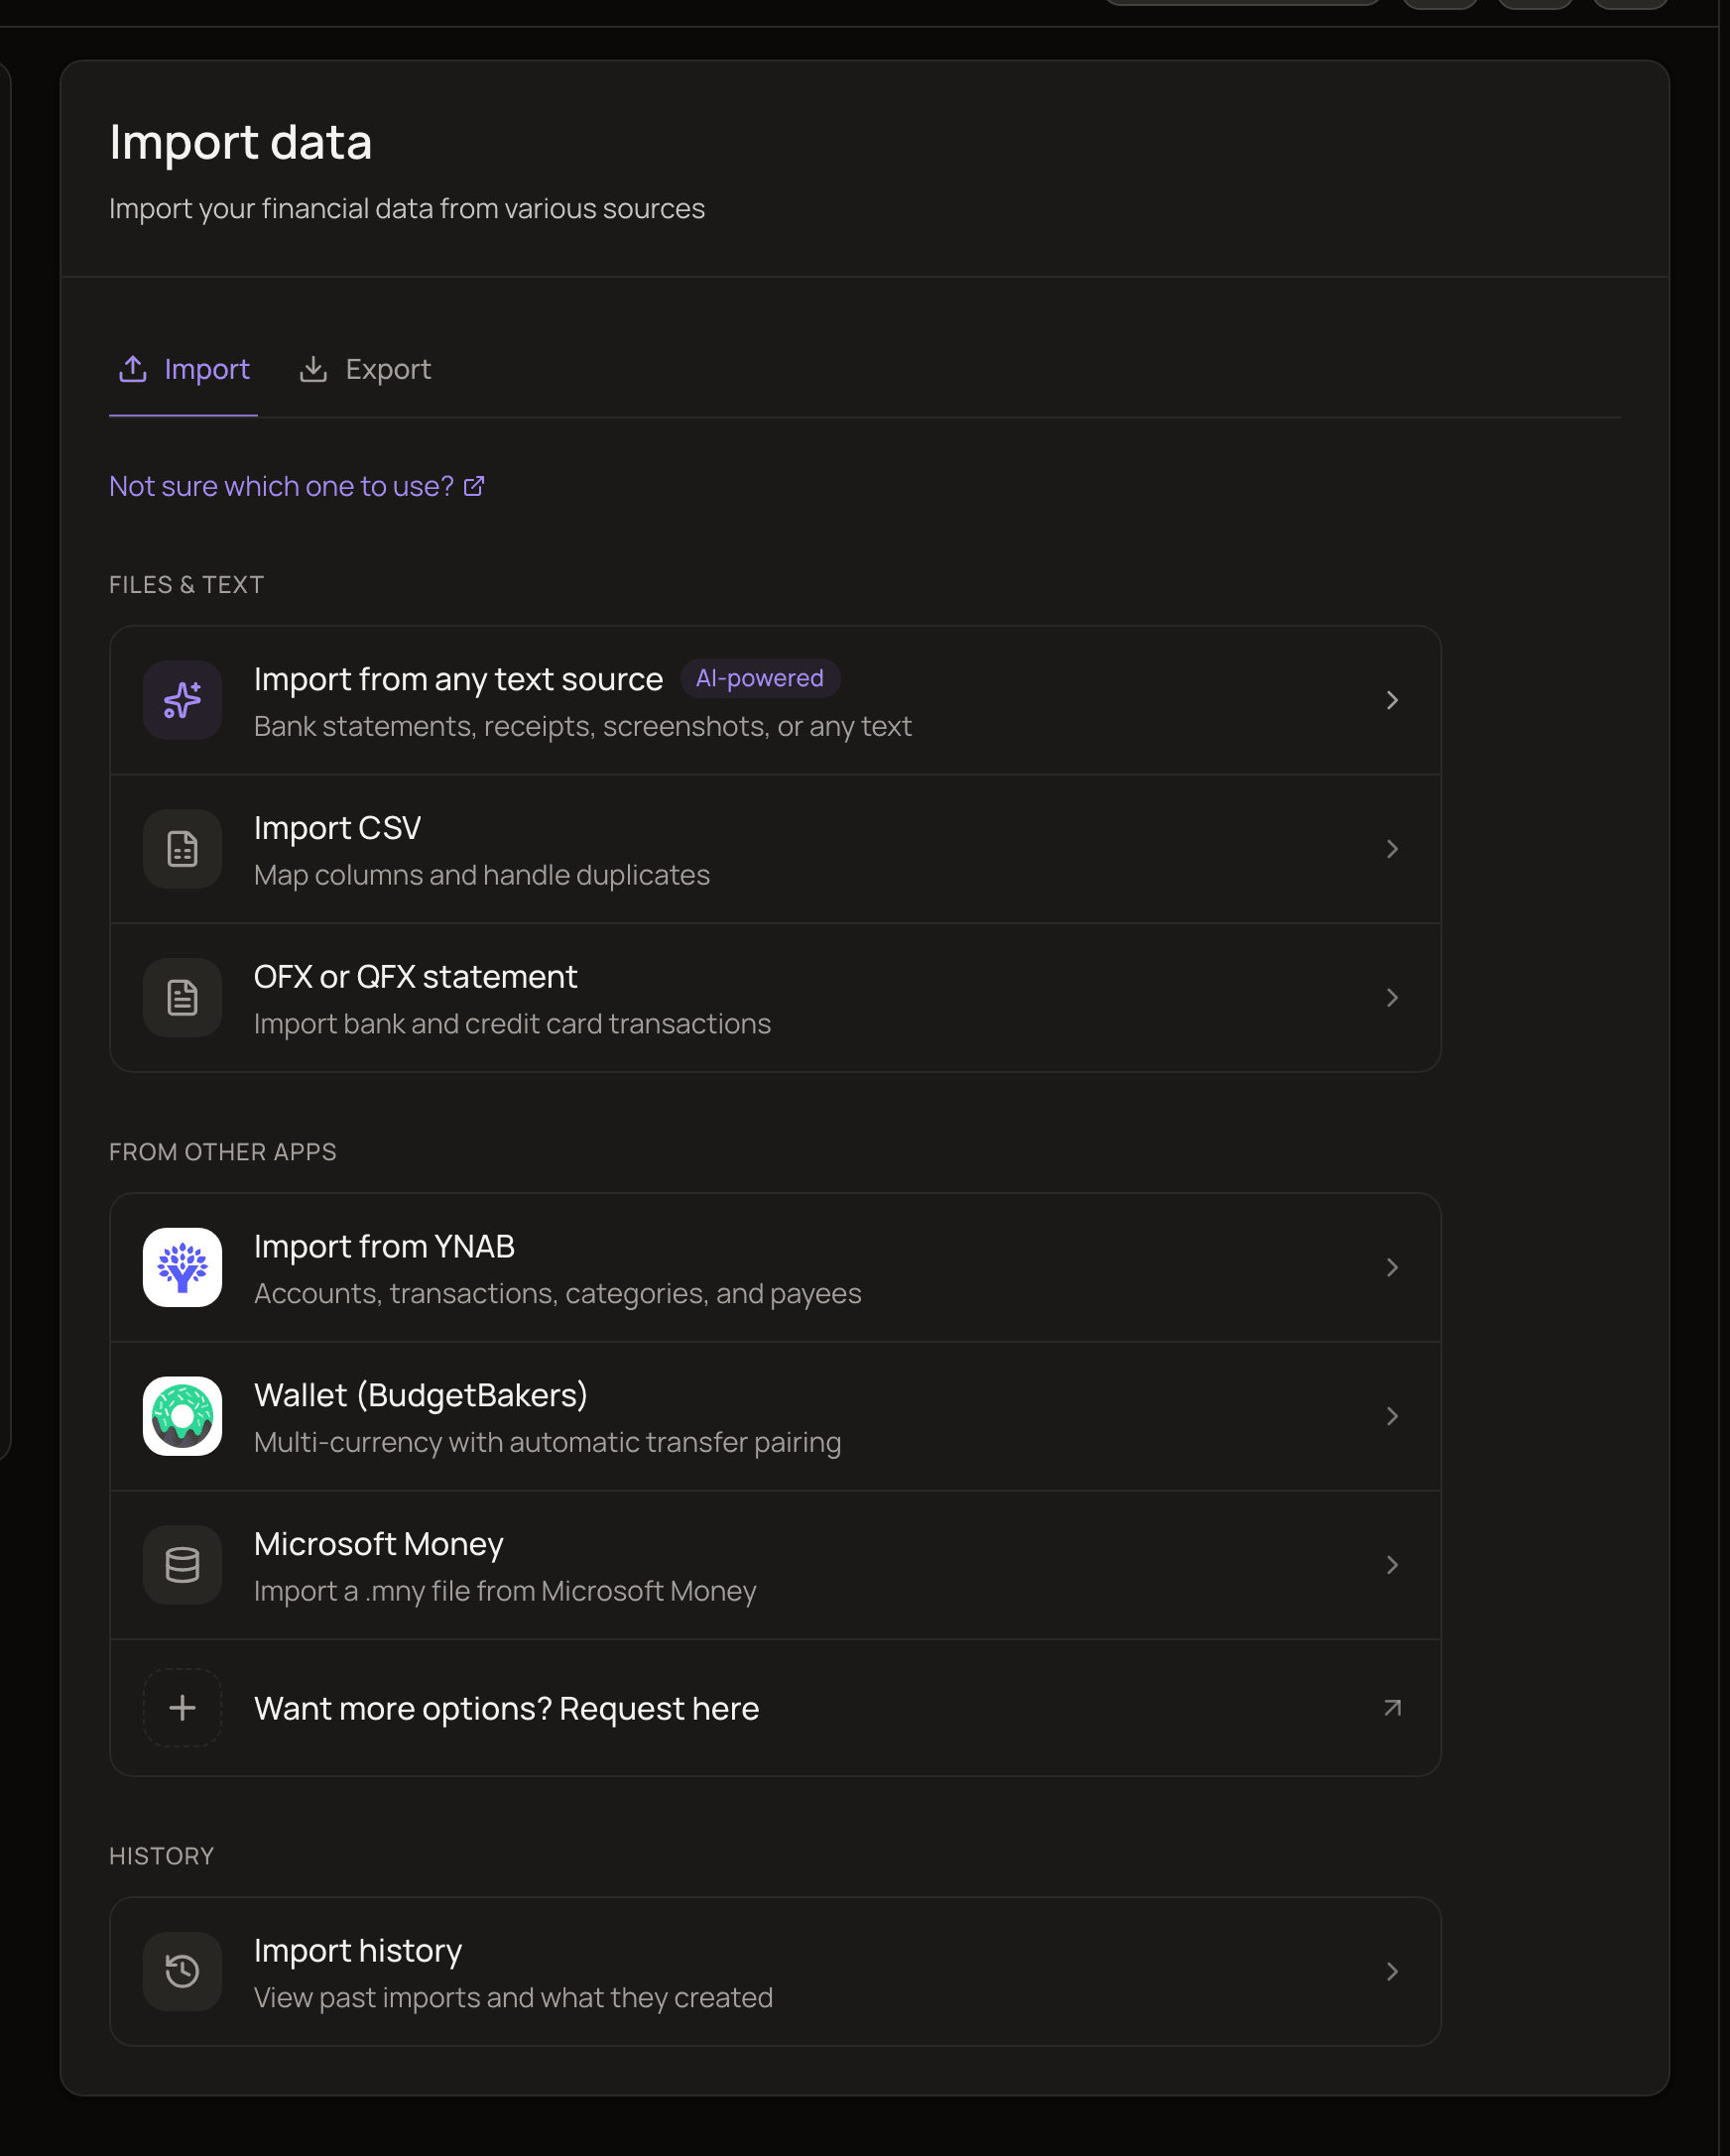 Import data
Import your financial data from various sources
Import
Export
Not sure which one to use?
FILES & TEXT
Import from any text source
AI-powered
Bank statements, receipts, screenshots, or any text
Import CSV
Map columns and handle duplicates
OFX or QFX statement
Import bank and credit card transactions
FROM OTHER APPS
Import from YNAB
Accounts, transactions, categories, and payees
Wallet (BudgetBakers)
Multi-currency with automatic transfer pairing
Microsoft Money
Import a .mny file from Microsoft Money
Want more options? Request here
HISTORY
Import history
View past imports and what they created